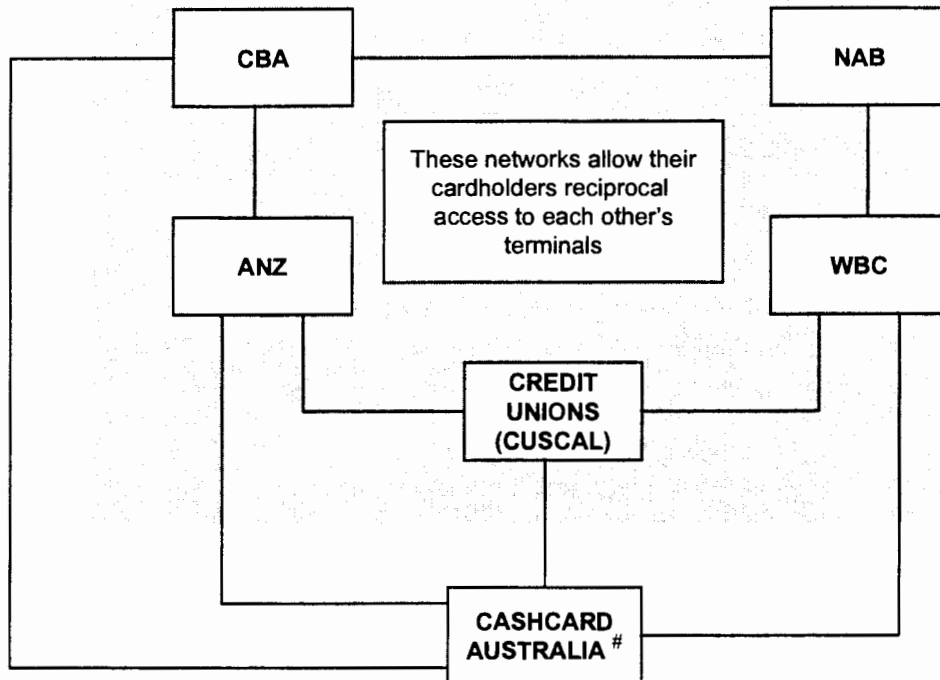 CBA
NAB
These networks allow their
cardholders reciprocal
access to each other's
terminals
ANZ
WBC
CREDIT
UNIONS
(CUSCAL)
CASHCARD
AUSTRALIA #